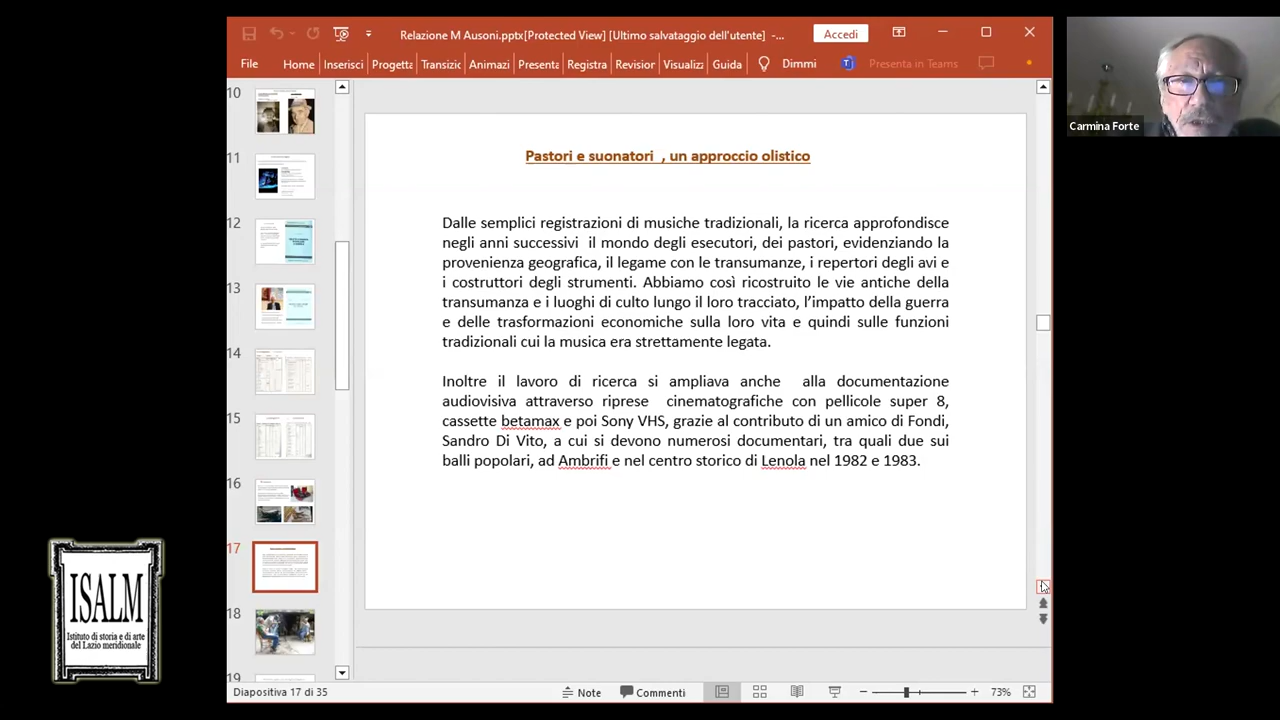 Relazione M Ausoni.pptx[Protected View] [Ultimo salvataggio dell'utente] -...
Accedi
File Home Inserisci Progetta Transizic Animazi Presenta Registra Revisior Visualizz Guida Dimmi Presenta in Teams
Carmina Forte
10
11
12
13
14
15
16
17
18
19
Pastori e suonatori , un approccio olistico
Dalle semplici registrazioni di musiche tradizionali, la ricerca approfondisce
negli anni successivi il mondo degli esecutori, dei pastori, evidenziando la
provenienza geografica, il legame con le transumanze, i repertori degli avi e
i costruttori degli strumenti. Abbiamo così ricostruito le vie antiche della
transumanza e i luoghi di culto lungo il loro tracciato, l'impatto della guerra
e delle trasformazioni economiche sulla loro vita e quindi sulle funzioni
tradizionali cui la musica era strettamente legata.
Inoltre il lavoro di ricerca si ampliava anche alla documentazione
audiovisiva attraverso riprese cinematografiche con pellicole super 8,
cassette betamax e poi Sony VHS, grazie al contributo di un amico di Fondi,
Sandro Di Vito, a cui si devono numerosi documentari, tra quali due sui
balli popolari, ad Ambrifi e nel centro storico di Lenola nel 1982 e 1983.
ISALM
Istituto di storia e di arte
del Lazio meridionale
Diapositiva 17 di 35
Note
Commenti
73%